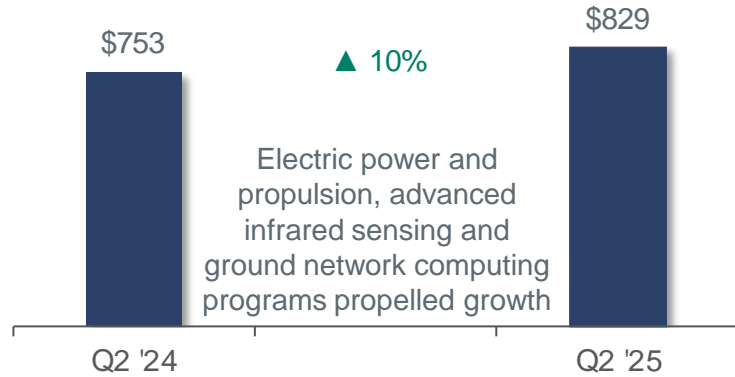 $753
▲ 10%
$829
Electric power and
propulsion, advanced
infrared sensing and
ground network computing
programs propelled growth
Q2 '24
Q2 '25